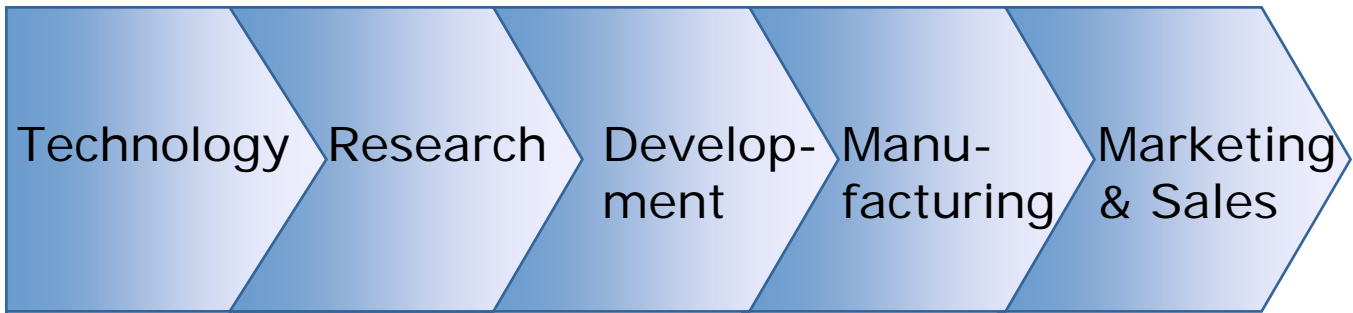 Technology
Research
Develop-
ment
Manu-
facturing
Marketing
& Sales